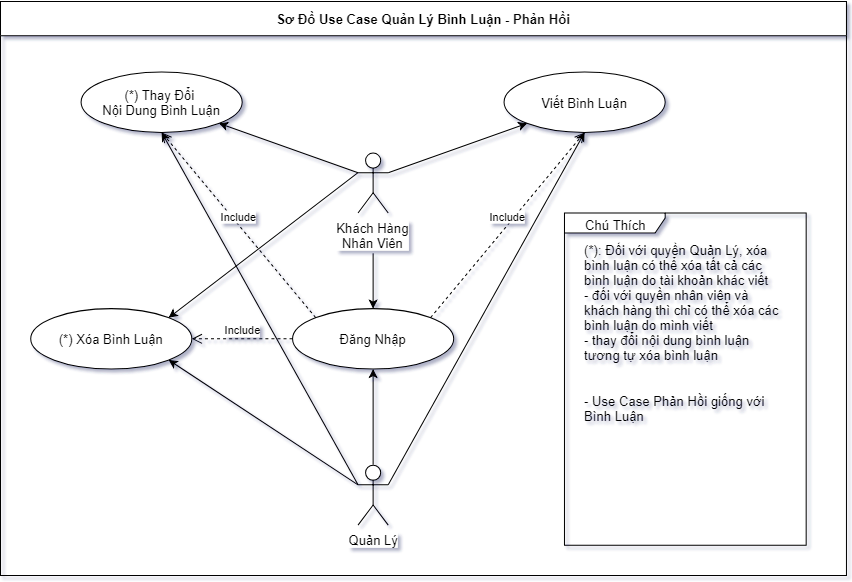 Sơ Đồ Use Case Quản Lý Bình Luận - Phản Hồi
(*) Thay Đổi
Nội Dung Bình Luận
Viết Bình Luận
Include
Include
Khách Hàng
Nhân Viên
Chú Thích
(*): Đối với quyền Quản Lý, xóa
bình luận có thể xóa tất cả các
bình luận do tài khoản khác viết
- đối với quyền nhân viên và
khách hàng thì chỉ có thể xóa các
bình luận do mình viết
- thay đổi nội dung bình luận
tương tự xóa bình luận
- Use Case Phản Hồi giống với
Bình Luận
(*) Xóa Bình Luận
Include
Đăng Nhập
Quản Lý